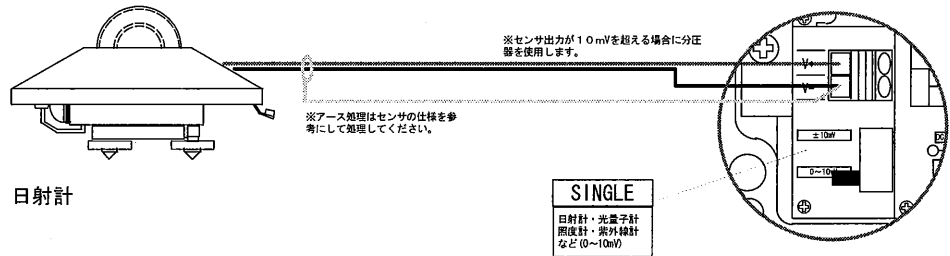 ※センサ出力が10mVを超える場合に分圧
器を使用します。
V+
V-
※アース処理はセンサの仕様を参
考にして処理してください。
±10mV
0~10mV
DC
日射計
SINGLE
日射計・光量子計
照度計・紫外線計
など(0~10mV)